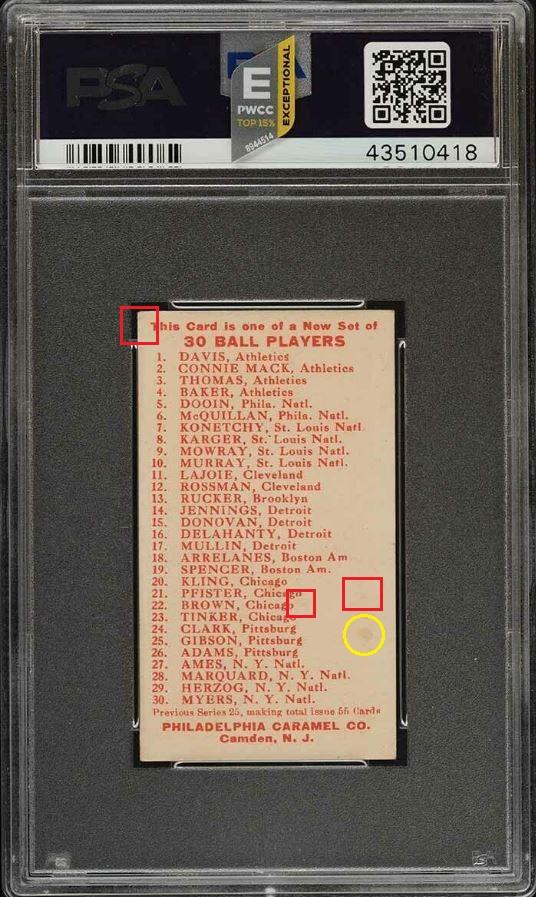 PSA
PSA
E
PWCC
TOP 15%
EXCEPTIONAL
8944514
43510418
This Card is one of a New Set of
30 BALL PLAYERS
1. DAVIS, Athletics
2. CONNIE MACK, Athletics
3. THOMAS, Athletics
4. BAKER, Athletics
5. DOOIN, Phila. Natl.
6. McQUILLAN, Phila. Natl.
7. KONETCHY, St. Louis Natl.
8. KARGER, St. Louis Natl.
9. MOWRAY, St. Louis Natl.
10. MURRAY, St. Louis Natl.
11. LAJOIE, Cleveland
12. ROSSMAN, Cleveland
13. RUCKER, Brooklyn
14. JENNINGS, Detroit
15. DONOVAN, Detroit
16. DELAHANTY, Detroit
17. MULLIN, Detroit
18. ARRELANES, Boston Am
19. SPENCER, Boston Am.
20. KLING, Chicago
21. PFISTER, Chicago
22. BROWN, Chicago
23. TINKER, Chicago
24. CLARK, Pittsburg
25. GIBSON, Pittsburg
26. ADAMS, Pittsburg
27. AMES, N. Y. Natl.
28. MARQUARD, N. Y. Natl.
29. HERZOG, N. Y. Natl.
30. MYERS, N. Y. Natl.
Previous Series 25, making total issue 55 Cards
PHILADELPHIA CARAMEL CO.
Camden, N. J.